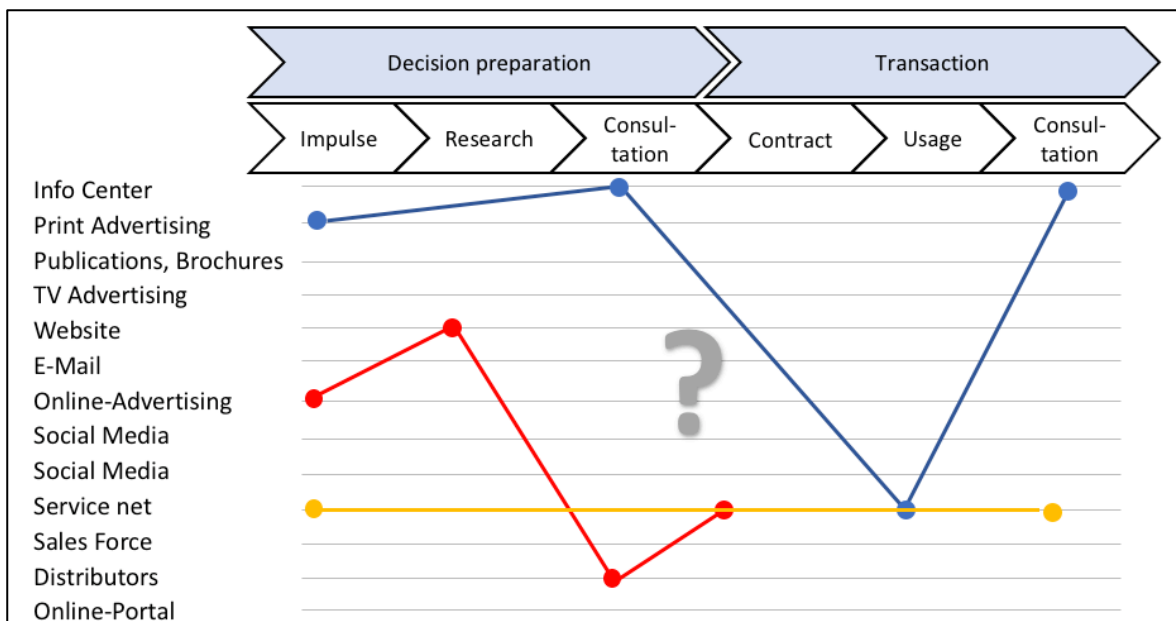 Decision preparation
Transaction
Impulse
Research
Consul-
tation
Contract
Usage
Consul-
tation
Info Center
Print Advertising
Publications, Brochures
TV Advertising
Website
E-Mail
Online-Advertising
Social Media
Social Media
Service net
Sales Force
Distributors
Online-Portal
?